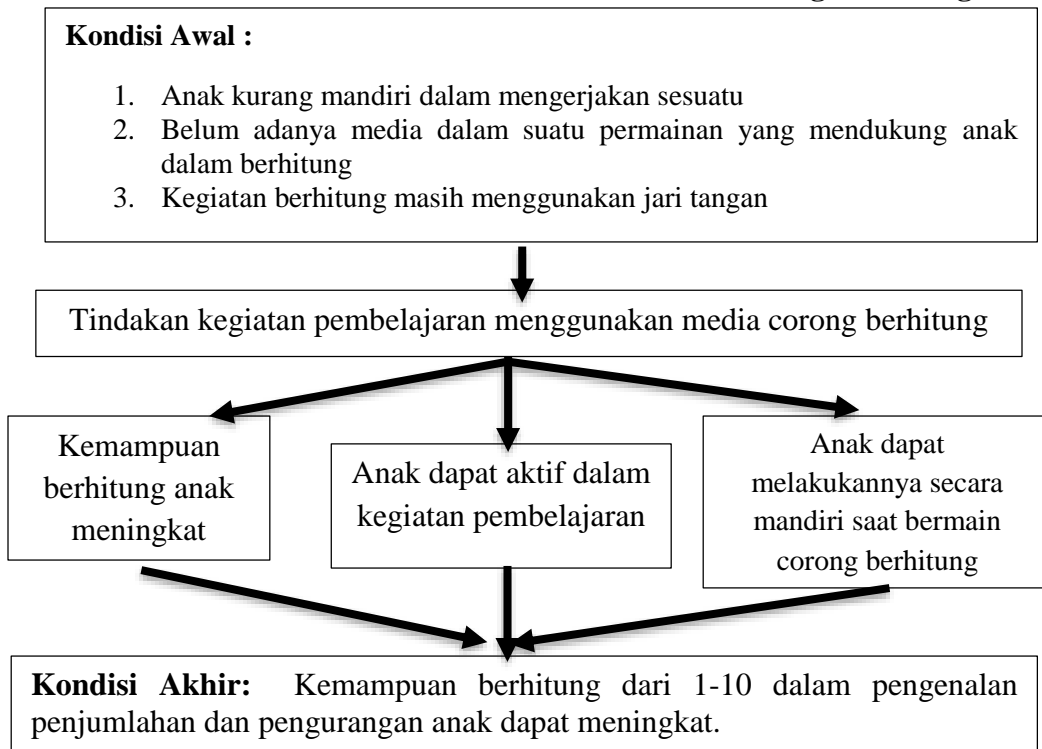 Kondisi Awal :
1. Anak kurang mandiri dalam mengerjakan sesuatu
2. Belum adanya media dalam suatu permainan yang mendukung anak
dalam berhitung
3. Kegiatan berhitung masih menggunakan jari tangan
Tindakan kegiatan pembelajaran menggunakan media corong berhitung
Kemampuan
berhitung anak
meningkat
Anak dapat aktif dalam
kegiatan pembelajaran
Anak dapat
melakukannya secara
mandiri saat bermain
corong berhitung
Kondisi Akhir: Kemampuan berhitung dari 1-10 dalam pengenalan
penjumlahan dan pengurangan anak dapat meningkat.